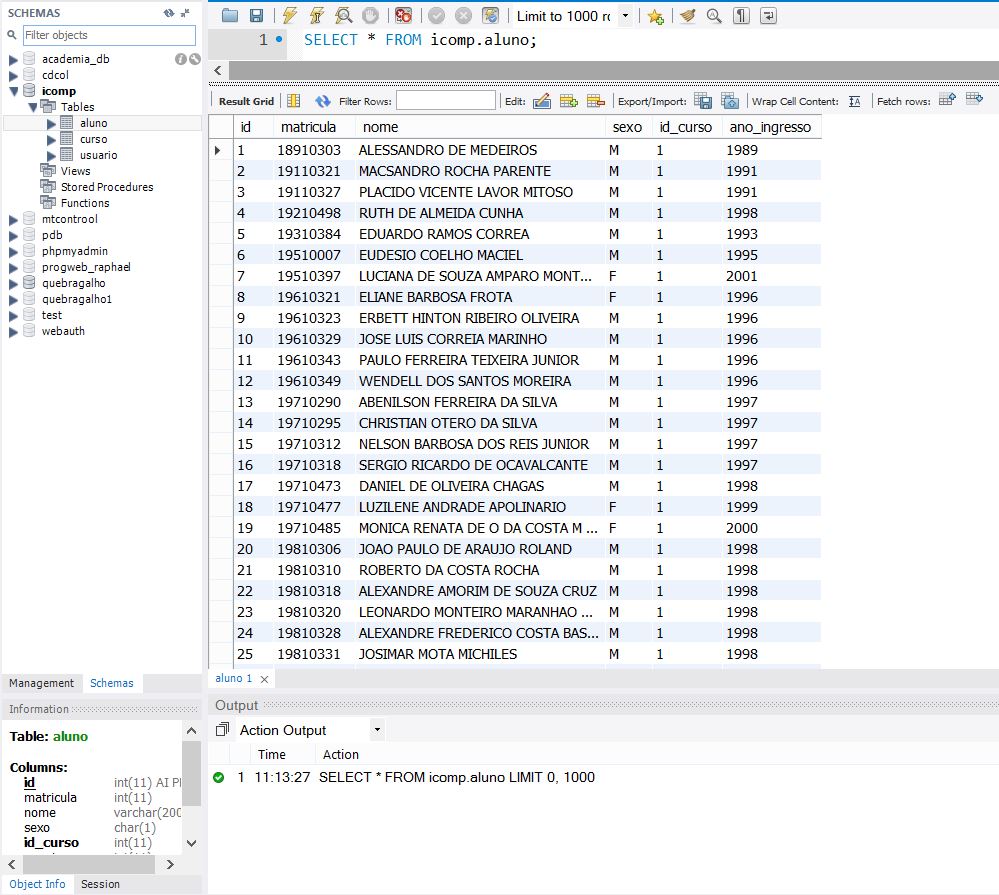 SCHEMAS
Filter objects
academia_db
cdcol
icomp
Tables
aluno
curso
usuario
Views
Stored Procedures
Functions
mtcontrool
pdb
phpmyadmin
progweb_raphael
quebragalho
quebragalho1
test
webauth
Management Schemas
Information
Table: aluno
Columns:
id int(11) AI PI
matricula int(11)
nome varchar(200
sexo char(1)
id_curso int(11)
Object Info Session
Limit to 1000 rc
1 SELECT * FROM icomp.aluno;
Result Grid Filter Rows: Edit: Export/Import: Wrap Cell Content: Fetch rows:
id matricula nome sexo id_curso ano_ingresso
1 18910303 ALESSANDRO DE MEDEIROS M 1 1989
2 19110321 MACSANDRO ROCHA PARENTE M 1 1991
3 19110327 PLACIDO VICENTE LAVOR MITOSO M 1 1991
4 19210498 RUTH DE ALMEIDA CUNHA M 1 1998
5 19310384 EDUARDO RAMOS CORREA M 1 1993
6 19510007 EUDESIO COELHO MACIEL M 1 1995
7 19510397 LUCIANA DE SOUZA AMPARO MONT... F 1 2001
8 19610321 ELIANE BARBOSA FROTA F 1 1996
9 19610323 ERBETT HINTON RIBEIRO OLIVEIRA M 1 1996
10 19610329 JOSE LUIS CORREIA MARINHO M 1 1996
11 19610343 PAULO FERREIRA TEIXEIRA JUNIOR M 1 1996
12 19610349 WENDELL DOS SANTOS MOREIRA M 1 1996
13 19710290 ABENILSON FERREIRA DA SILVA M 1 1997
14 19710295 CHRISTIAN OTERO DA SILVA M 1 1997
15 19710312 NELSON BARBOSA DOS REIS JUNIOR M 1 1997
16 19710318 SERGIO RICARDO DE OCAVALCANTE M 1 1997
17 19710473 DANIEL DE OLIVEIRA CHAGAS M 1 1998
18 19710477 LUZILENE ANDRADE APOLINARIO F 1 1999
19 19710485 MONICA RENATA DE O DA COSTA M ... F 1 2000
20 19810306 JOAO PAULO DE ARAUJO ROLAND M 1 1998
21 19810310 ROBERTO DA COSTA ROCHA M 1 1998
22 19810318 ALEXANDRE AMORIM DE SOUZA CRUZ M 1 1998
23 19810320 LEONARDO MONTEIRO MARANHAO ... M 1 1998
24 19810328 ALEXANDRE FREDERICO COSTA BAS... M 1 1998
25 19810331 JOSIMAR MOTA MICHILES M 1 1998
aluno 1
Output
Action Output
Time Action
1 11:13:27 SELECT * FROM icomp.aluno LIMIT 0, 1000